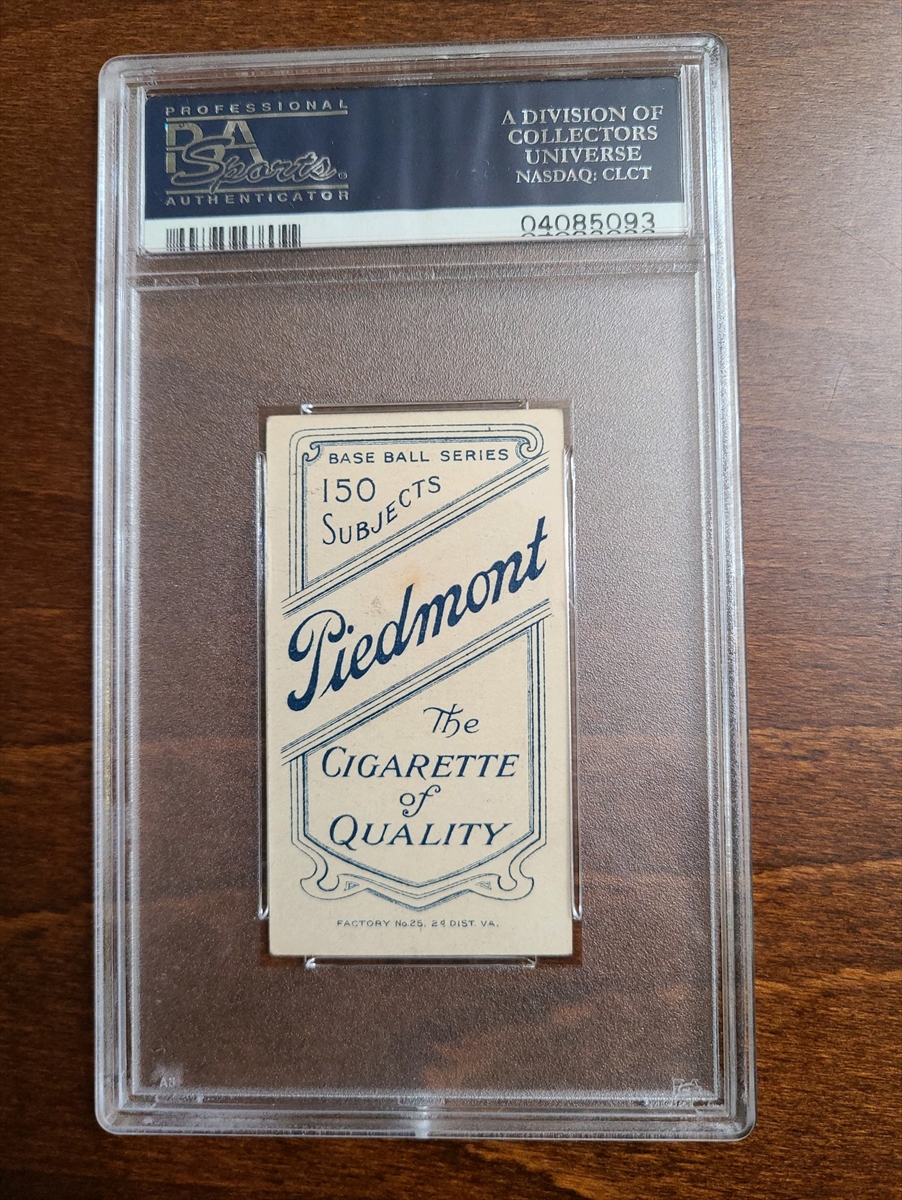 PROFESSIONAL
PSA
Sports
AUTHENTICATOR
A DIVISION OF
COLLECTORS
UNIVERSE
NASDAQ: CLCT
04085093
BASE BALL SERIES
150
SUBJECTS
Piedmont
The
CIGARETTE
of
QUALITY
FACTORY No. 25, 2d DIST. VA.